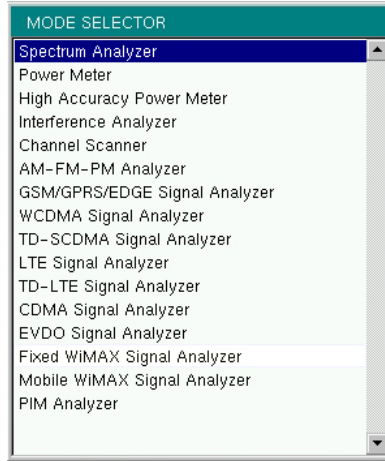 MODE SELECTOR
Spectrum Analyzer
Power Meter
High Accuracy Power Meter
Interference Analyzer
Channel Scanner
AM-FM-PM Analyzer
GSM/GPRS/EDGE Signal Analyzer
WCDMA Signal Analyzer
TD-SCDMA Signal Analyzer
LTE Signal Analyzer
TD-LTE Signal Analyzer
CDMA Signal Analyzer
EVDO Signal Analyzer
Fixed WiMAX Signal Analyzer
Mobile WiMAX Signal Analyzer
PIM Analyzer